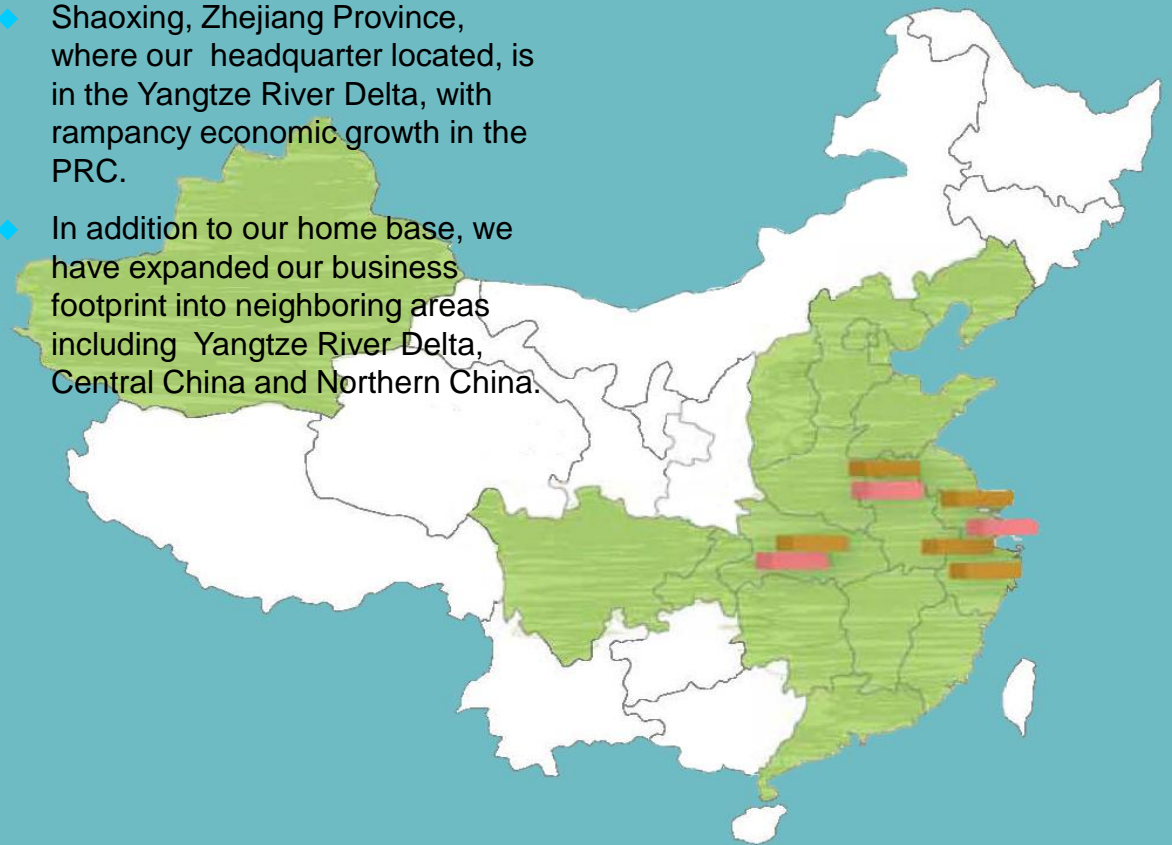 Shaoxing, Zhejiang Province,
where our headquarter located, is
in the Yangtze River Delta, with
rampancy economic growth in the
PRC.
In addition to our home base, we
have expanded our business
footprint into neighboring areas
including Yangtze River Delta,
Central China and Northern China.